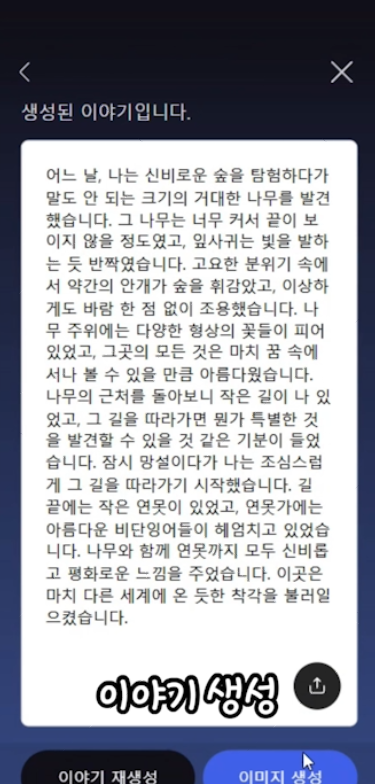 생성된 이야기입니다.
어느 날, 나는 신비로운 숲을 탐험하다가
말도 안 되는 크기의 거대한 나무를 발견
했습니다. 그 나무는 너무 커서 끝이 보
이지 않을 정도였고, 잎사귀는 빛을 발하
는 듯 반짝였습니다. 고요한 분위기 속에
서 약간의 안개가 숲을 휘감았고, 이상하
게도 바람 한 점 없이 조용했습니다. 나
무 주위에는 다양한 형상의 꽃들이 피어
있었고, 그곳의 모든 것은 마치 꿈 속에
서나 볼 수 있을 만큼 아름다웠습니다.
나무의 근처를 돌아보니 작은 길이 나 있
었고, 그 길을 따라가면 뭔가 특별한 것
을 발견할 수 있을 것 같은 기분이 들었
습니다. 잠시 망설이다가 나는 조심스럽
게 그 길을 따라가기 시작했습니다. 길
끝에는 작은 연못이 있었고, 연못가에는
아름다운 비단잉어들이 헤엄치고 있었습
니다. 나무와 함께 연못까지 모두 신비롭
고 평화로운 느낌을 주었습니다. 이곳은
마치 다른 세계에 온 듯한 착각을 불러일
으켰습니다.
이야기 생성
이야기 재생성
이미지 생성